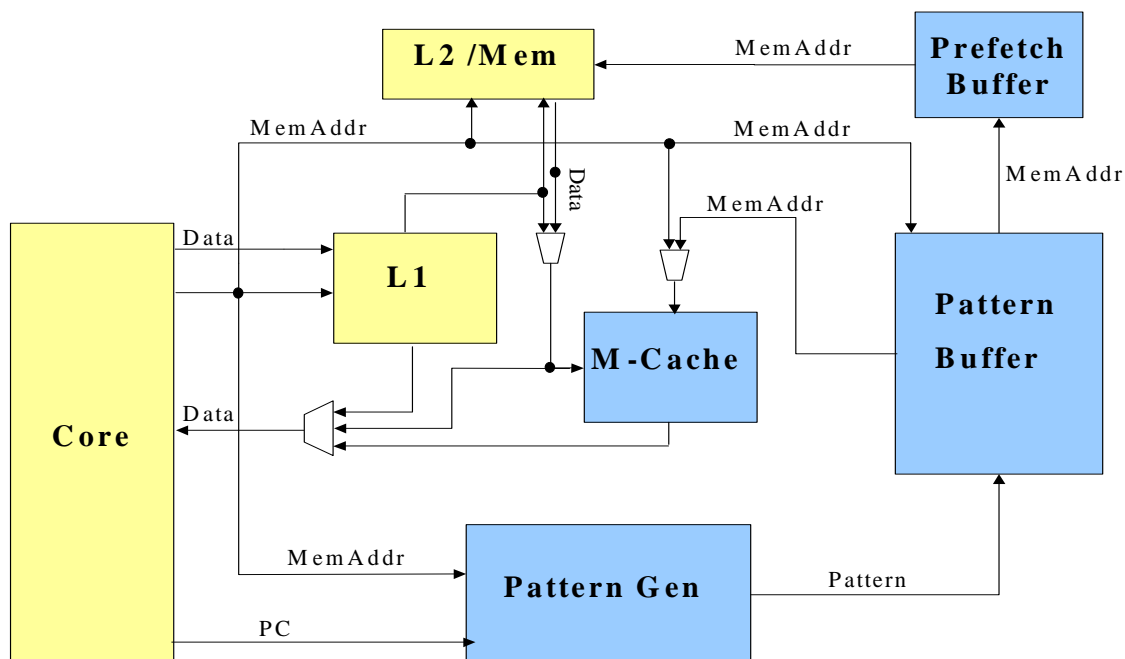 MemAddr
Prefetch
Buffer
L2 /Mem
MemAddr
MemAddr
Data
MemAddr
MemAddr
Data
L1
Pattern
Buffer
M-Cache
Data
Core
MemAddr
Pattern Gen
Pattern
PC